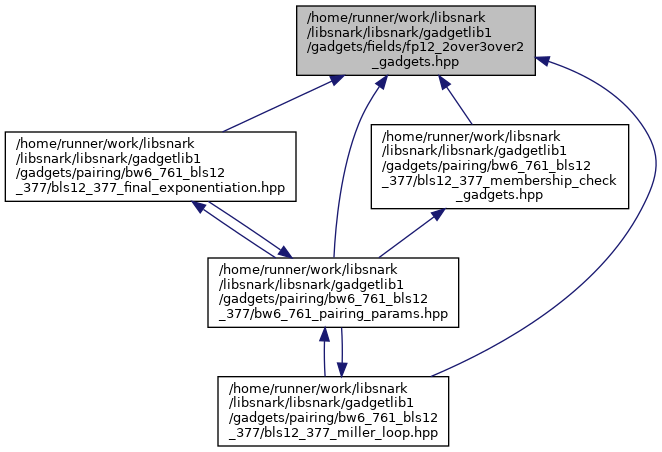 /home/runner/work/libsnark
/libsnark/libsnark/gadgetlib1
/gadgets/fields/fp12_2over3over2
_gadgets.hpp
/home/runner/work/libsnark
/libsnark/libsnark/gadgetlib1
/gadgets/pairing/bw6_761_bls12
_377/bls12_377_final_exponentiation.hpp
/home/runner/work/libsnark
/libsnark/libsnark/gadgetlib1
/gadgets/pairing/bw6_761_bls12
_377/bls12_377_membership_check
_gadgets.hpp
/home/runner/work/libsnark
/libsnark/libsnark/gadgetlib1
/gadgets/pairing/bw6_761_bls12
_377/bw6_761_pairing_params.hpp
/home/runner/work/libsnark
/libsnark/libsnark/gadgetlib1
/gadgets/pairing/bw6_761_bls12
_377/bls12_377_miller_loop.hpp